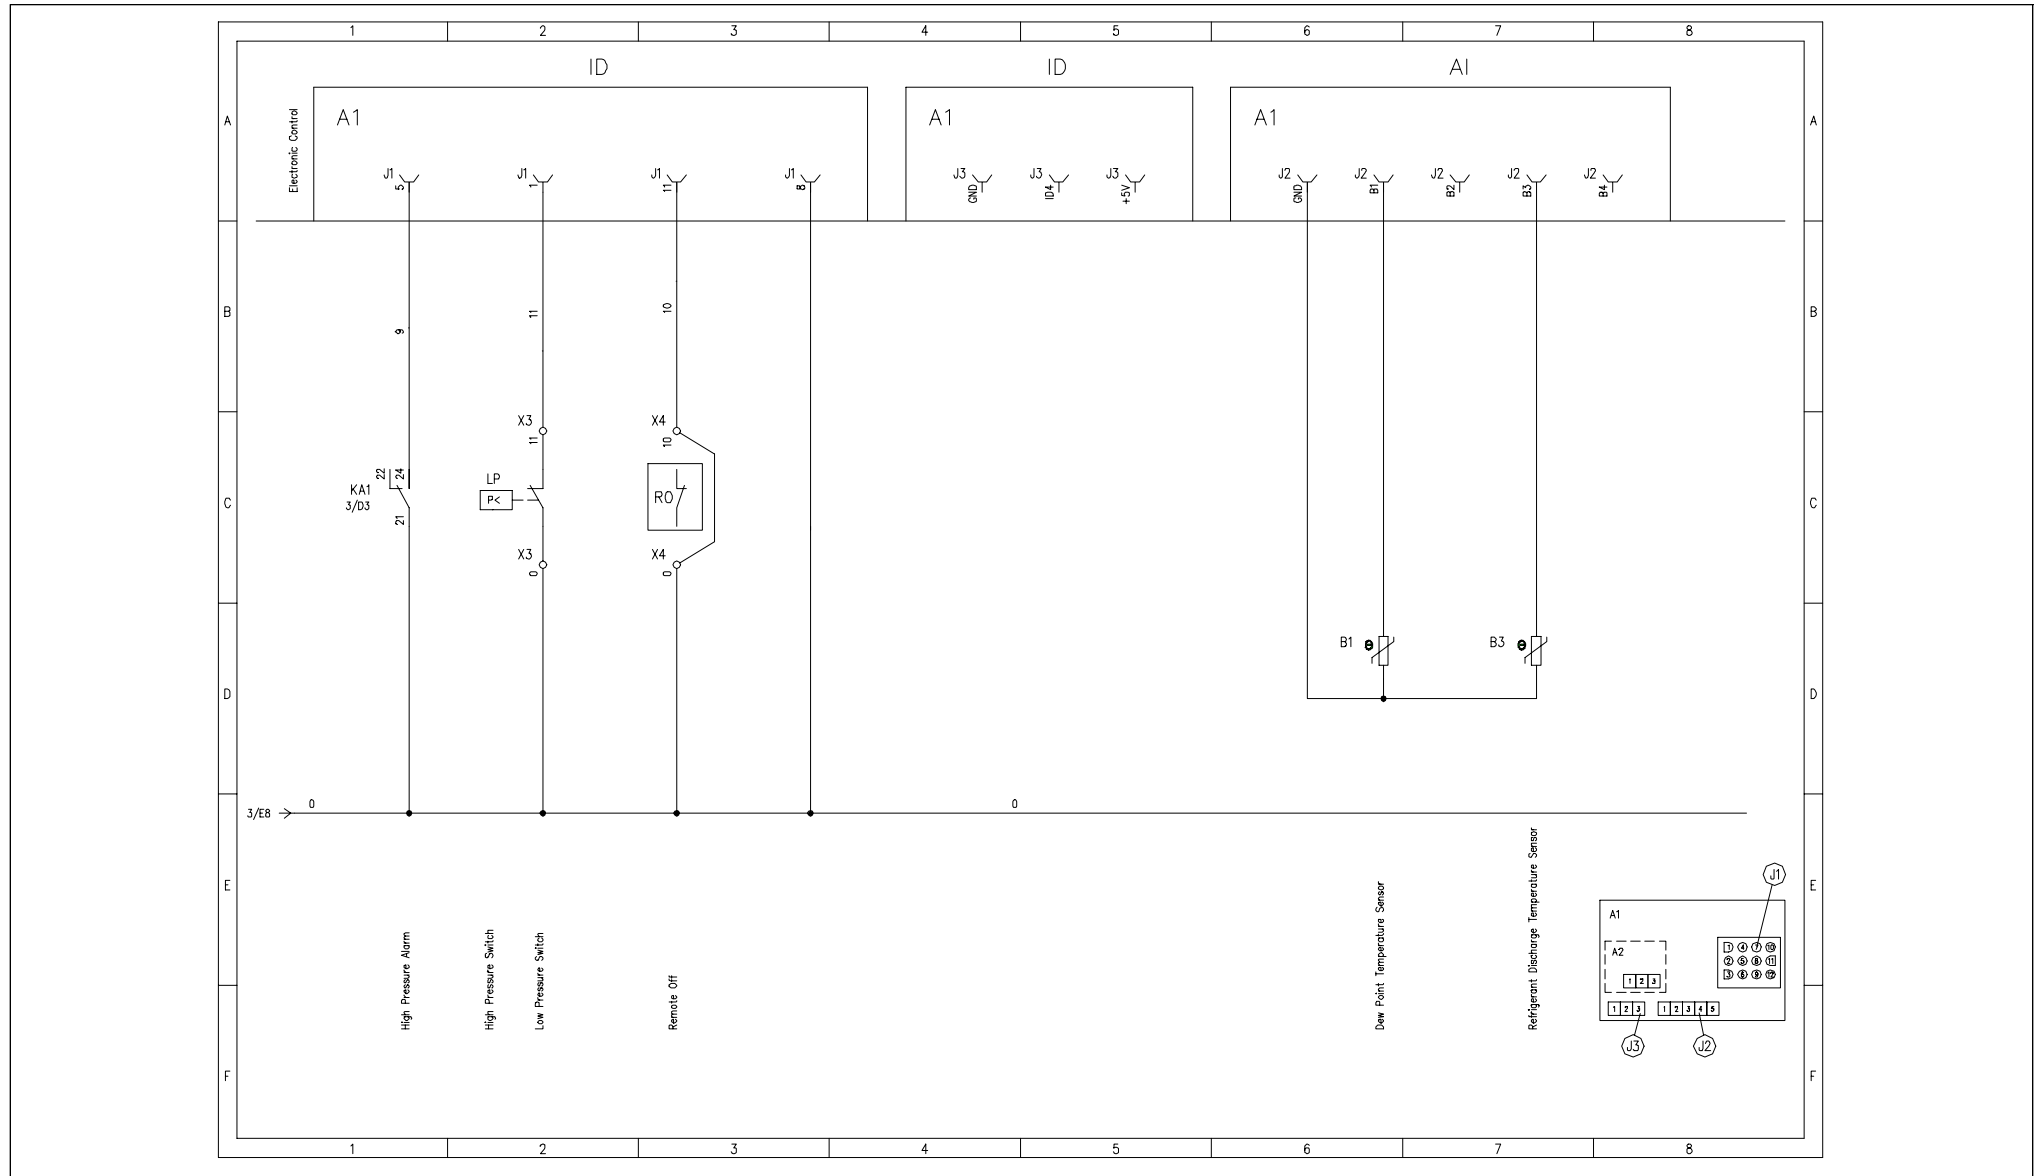 1 2 3 4 5 6 7 8
ID ID AI
A A
Electronic Control
A1 A1 A1
J1 J1 J1 J1 J3 J3 J3 J2 J2 J2 J2 J2
5 1 11 8 GND ID4 +5V GND B1 B2 B3 B4
B B
9 11 10 10
X3 X4
11 10
22 24 LP
KA1 P< RO
C C
3/D3
21
X3 X4
0 0
B1 θ B3 θ
D D
0 0
3/E8
E E
High Pressure Alarm
High Pressure Switch
Low Pressure Switch
Remote Off
Dew Point Temperature Sensor
Refrigerant Discharge Temperature Sensor
J1
A1
A2
1 4 7 10
2 5 8 11
3 6 9 12
1 2 3
1 2 3 1 2 3 4 5
J3 J2
F F
1 2 3 4 5 6 7 8